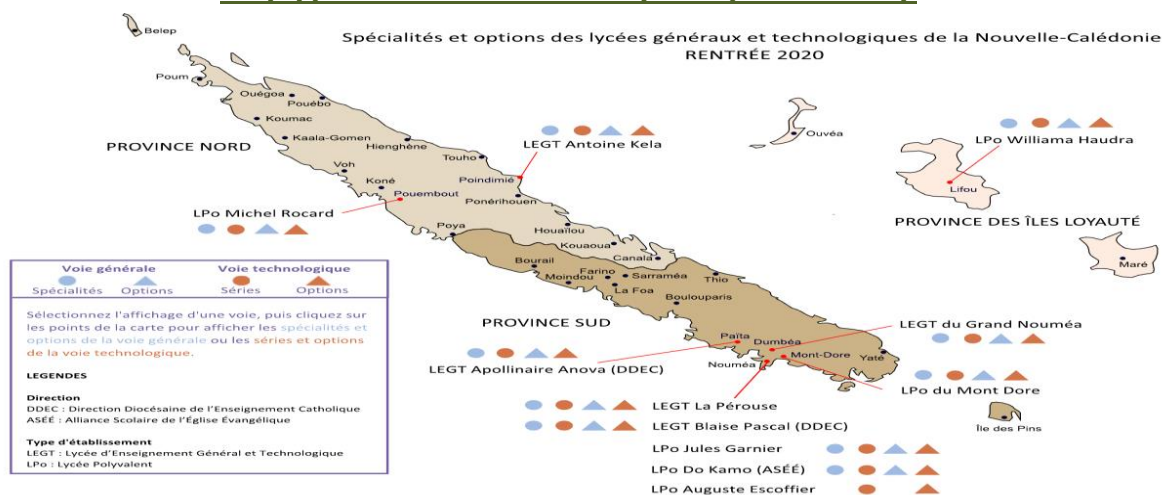 Spécialités et options des lycées généraux et technologiques de la Nouvelle-Calédonie
RENTRÉE 2020
Belep
Poum
Ouégoa
Pouébo
Koumac
Kaala-Gomen
Hienghène
Touho
PROVINCE NORD
Voh
Koné
Pouembout
Poindimié
Ponérihouen
LEGT Antoine Kela
Ouvéa
LPo Williama Haudra
Lifou
PROVINCE DES ÎLES LOYAUTÉ
Maré
LPo Michel Rocard
Poya
Houaïlou
Kouaoua
Canala
Bourail
Moindou
Farino
Sarraméa
La Foa
Thio
Boulouparis
PROVINCE SUD
Païta
Dumbéa
Mont-Dore
Nouméa
Yaté
Île des Pins
LEGT du Grand Nouméa
LPo du Mont Dore
LEGT Apollinaire Anova (DDEC)
LEGT La Pérouse
LEGT Blaise Pascal (DDEC)
LPo Jules Garnier
LPo Do Kamo (ASÉÉ)
LPo Auguste Escoffier
Voie générale
Spécialités Options
Voie technologique
Séries Options
Sélectionnez l'affichage d'une voie, puis cliquez sur
les points de la carte pour afficher les spécialités et
options de la voie générale ou les séries et options
de la voie technologique.
LEGENDES
Direction
DDEC : Direction Diocésaine de l'Enseignement Catholique
ASÉÉ : Alliance Scolaire de l'Église Évangélique
Type d'établissement
LEGT : Lycée d'Enseignement Général et Technologique
LPo : Lycée Polyvalent